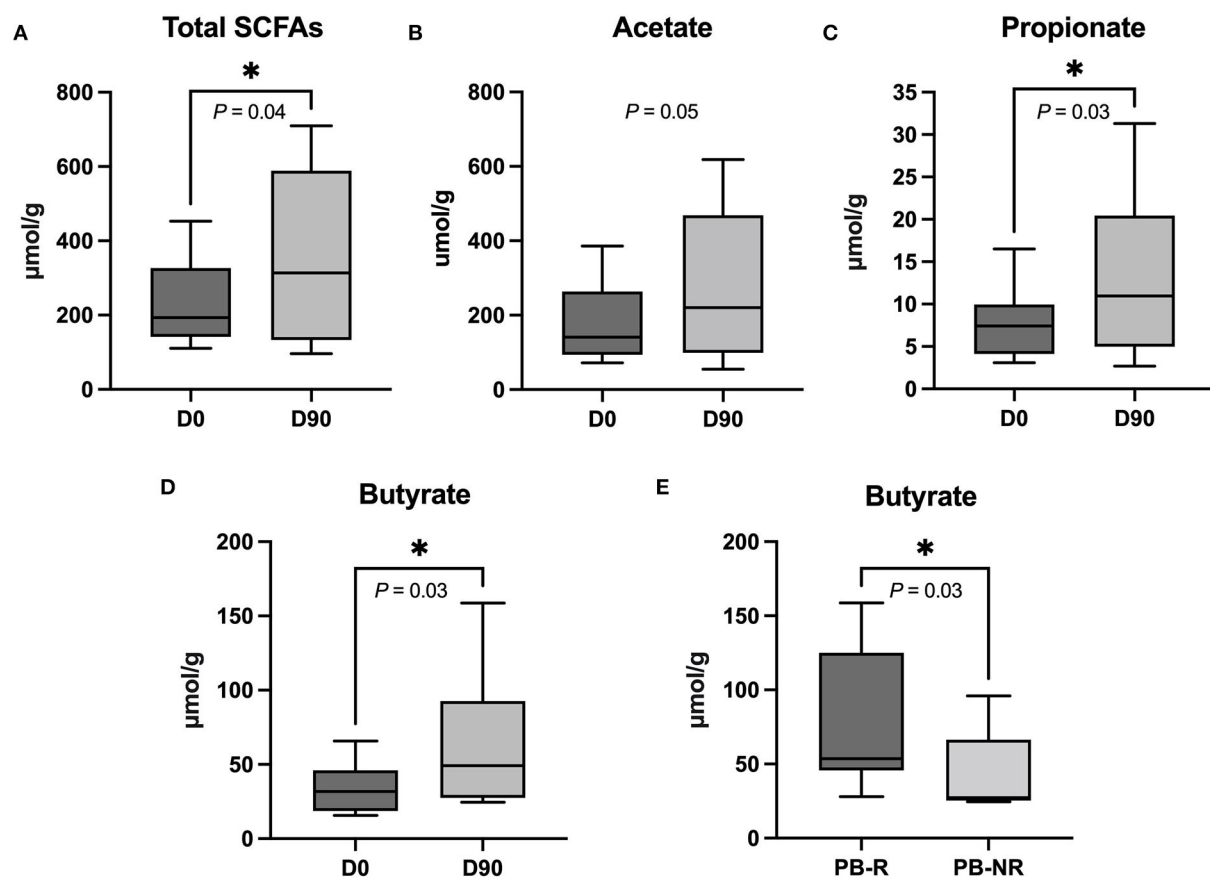 A
Total SCFAs
*
P = 0.04
800
600
400
200
0
µmol/g
D0
D90
B
Acetate
P = 0.05
800
600
400
200
0
umol/g
D0
D90
C
Propionate
*
P = 0.03
35
30
25
20
15
10
5
0
µmol/g
D0
D90
D
Butyrate
*
P = 0.03
200
150
100
50
0
µmol/g
D0
D90
E
Butyrate
*
P = 0.03
200
150
100
50
0
µmol/g
PB-R
PB-NR